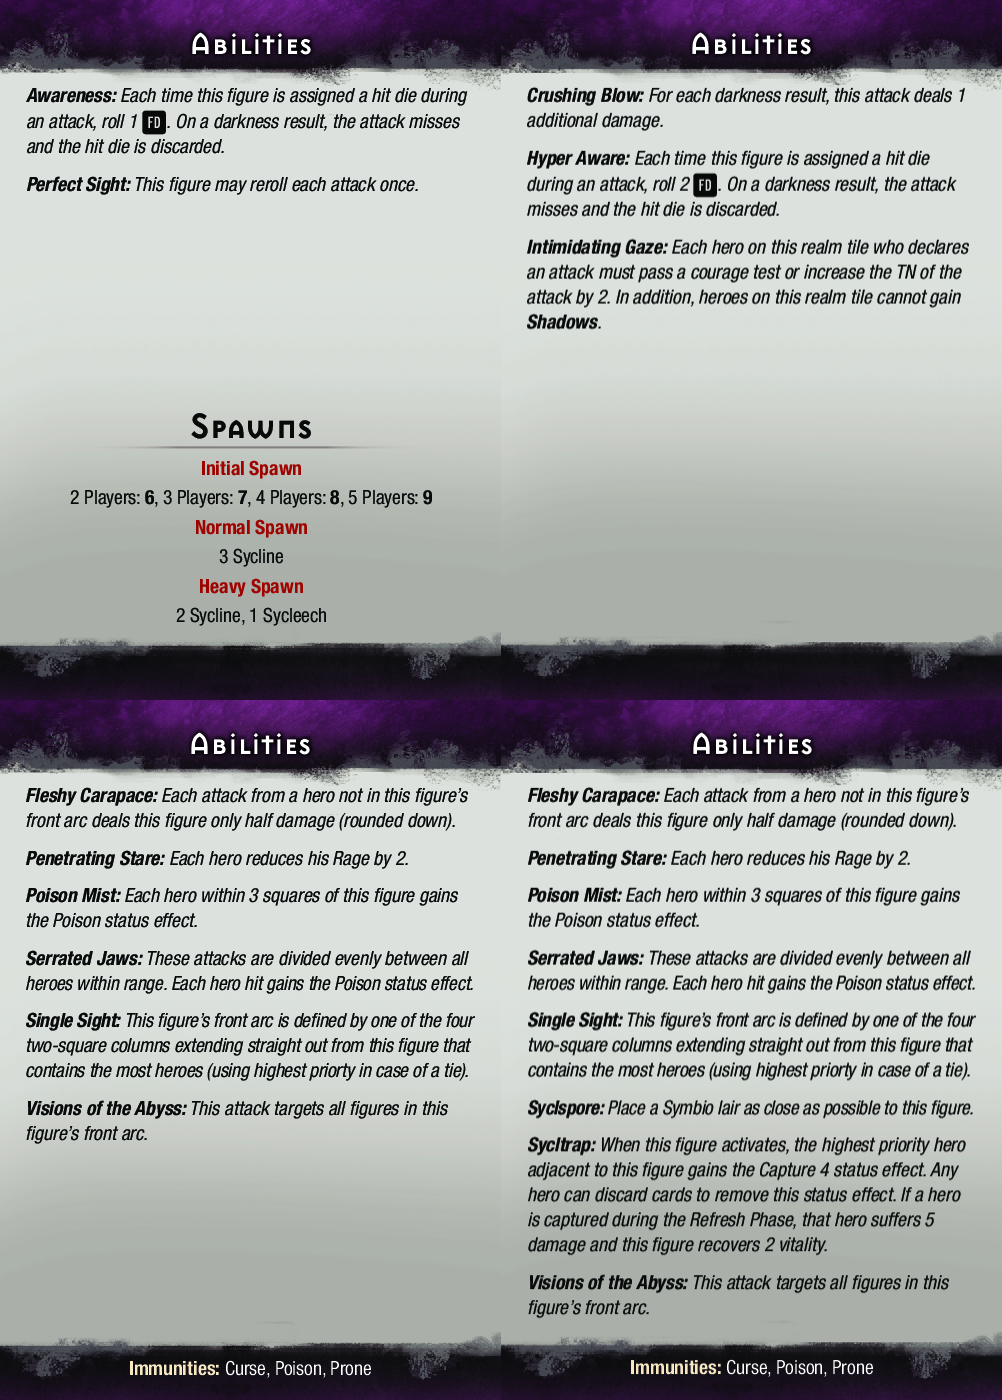 Abilities
Awareness: Each time this figure is assigned a hit die during
an attack, roll 1 FD. On a darkness result, the attack misses
and the hit die is discarded.
Perfect Sight: This figure may reroll each attack once.
Spawns
Initial Spawn
2 Players: 6, 3 Players: 7, 4 Players: 8, 5 Players: 9
Normal Spawn
3 Sycline
Heavy Spawn
2 Sycline, 1 Sycleech
Abilities
Crushing Blow: For each darkness result, this attack deals 1
additional damage.
Hyper Aware: Each time this figure is assigned a hit die
during an attack, roll 2 FD. On a darkness result, the attack
misses and the hit die is discarded.
Intimidating Gaze: Each hero on this realm tile who declares
an attack must pass a courage test or increase the TN of the
attack by 2. In addition, heroes on this realm tile cannot gain
Shadows.
Abilities
Fleshy Carapace: Each attack from a hero not in this figure's
front arc deals this figure only half damage (rounded down).
Penetrating Stare: Each hero reduces his Rage by 2.
Poison Mist: Each hero within 3 squares of this figure gains
the Poison status effect.
Serrated Jaws: These attacks are divided evenly between all
heroes within range. Each hero hit gains the Poison status effect.
Single Sight: This figure's front arc is defined by one of the four
two-square columns extending straight out from this figure that
contains the most heroes (using highest priorty in case of a tie).
Visions of the Abyss: This attack targets all figures in this
figure's front arc.
Immunities: Curse, Poison, Prone
Abilities
Fleshy Carapace: Each attack from a hero not in this figure's
front arc deals this figure only half damage (rounded down).
Penetrating Stare: Each hero reduces his Rage by 2.
Poison Mist: Each hero within 3 squares of this figure gains
the Poison status effect.
Serrated Jaws: These attacks are divided evenly between all
heroes within range. Each hero hit gains the Poison status effect.
Single Sight: This figure's front arc is defined by one of the four
two-square columns extending straight out from this figure that
contains the most heroes (using highest priorty in case of a tie).
Syclspore: Place a Symbio lair as close as possible to this figure.
Sycltrap: When this figure activates, the highest priority hero
adjacent to this figure gains the Capture 4 status effect. Any
hero can discard cards to remove this status effect. If a hero
is captured during the Refresh Phase, that hero suffers 5
damage and this figure recovers 2 vitality.
Visions of the Abyss: This attack targets all figures in this
figure's front arc.
Immunities: Curse, Poison, Prone